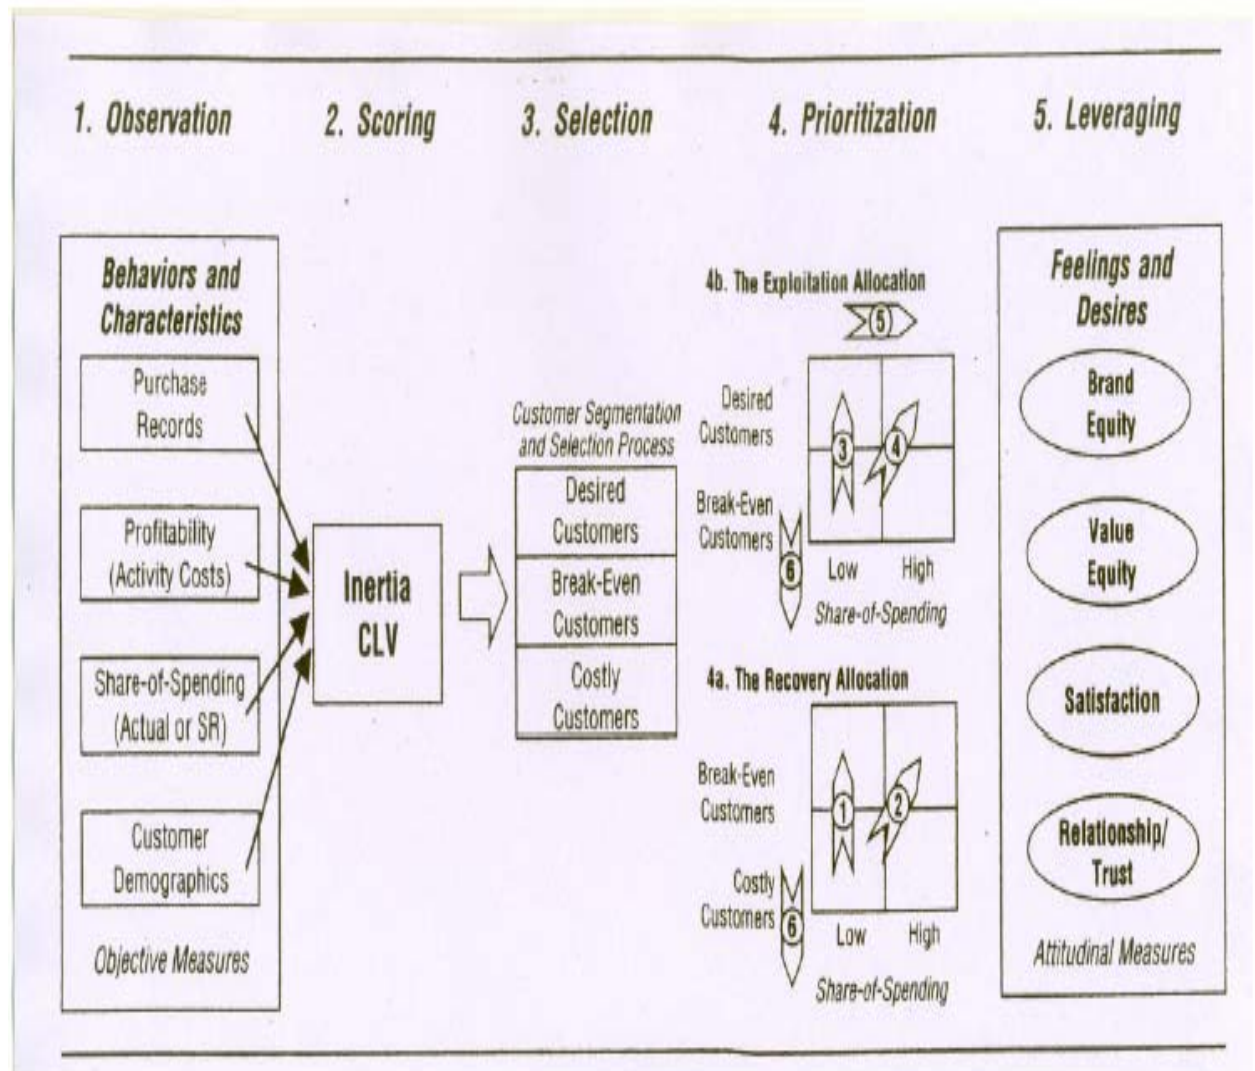 1. Observation
2. Scoring
3. Selection
4. Prioritization
5. Leveraging
Behaviors and
Characteristics
Purchase
Records
Profitability
(Activity Costs)
Share-of-Spending
(Actual or SR)
Customer
Demographics
Objective Measures
Inertia
CLV
Customer Segmentation
and Selection Process
Desired
Customers
Break-Even
Customers
Costly
Customers
4b. The Exploitation Allocation
5
Desired
Customers
3
4
Break-Even
Customers
6
Low
High
Share-of-Spending
4a. The Recovery Allocation
Break-Even
Customers
1
2
Costly
Customers
6
Low
High
Share-of-Spending
Feelings and
Desires
Brand
Equity
Value
Equity
Satisfaction
Relationship/
Trust
Attitudinal Measures